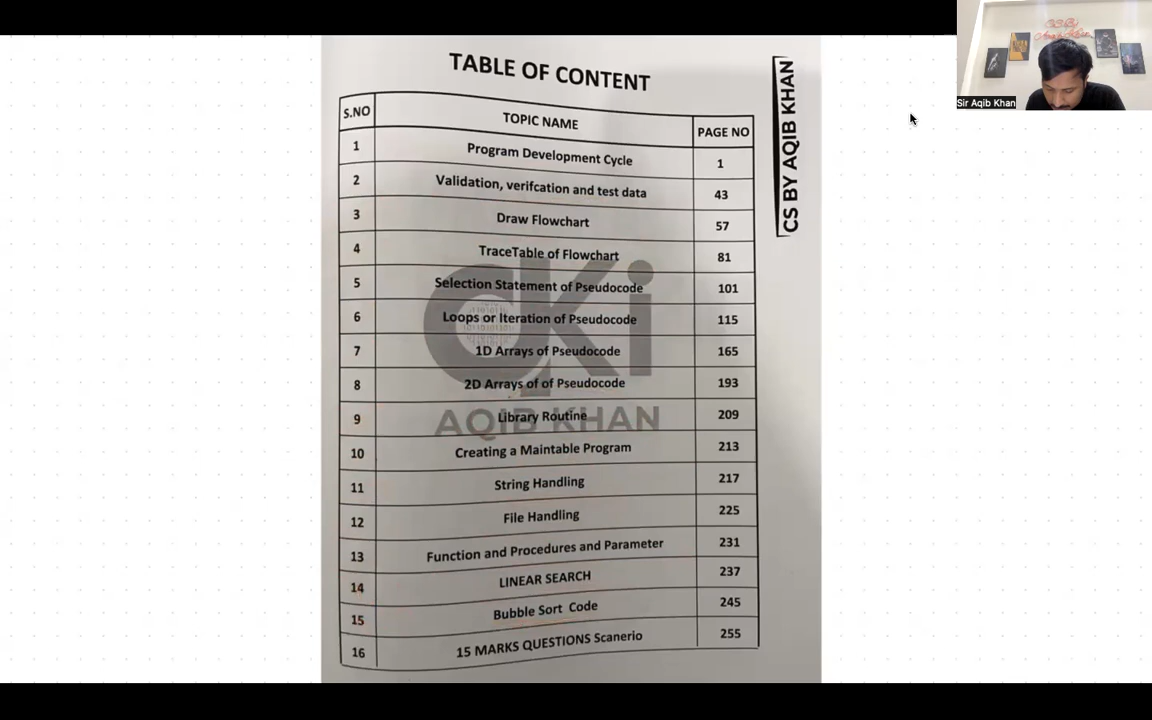 TABLE OF CONTENT
S.NO TOPIC NAME PAGE NO
1 Program Development Cycle 1
2 Validation, verifcation and test data 43
3 Draw Flowchart 57
4 TraceTable of Flowchart 81
5 Selection Statement of Pseudocode 101
6 Loops or Iteration of Pseudocode 115
7 1D Arrays of Pseudocode 165
8 2D Arrays of of Pseudocode 193
9 Library Routine 209
10 Creating a Maintable Program 213
11 String Handling 217
12 File Handling 225
13 Function and Procedures and Parameter 231
14 LINEAR SEARCH 237
15 Bubble Sort Code 245
16 15 MARKS QUESTIONS Scanerio 255
aki
AQIB KHAN
CS BY AQIB KHAN
CS By
Sir Aqib Khan